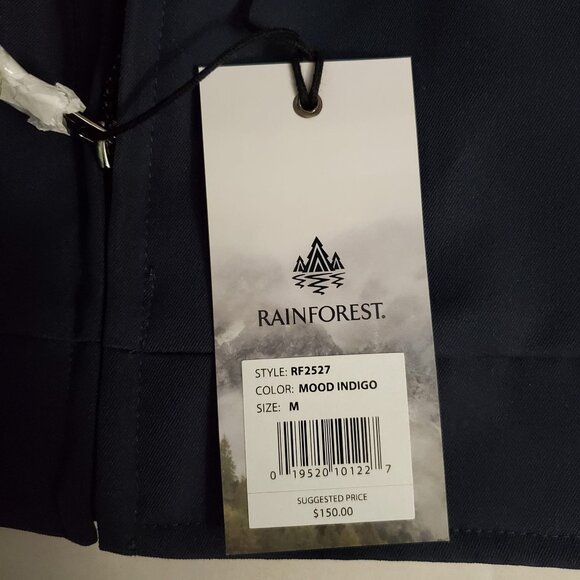 RAINFOREST®
STYLE: RF2527
COLOR: MOOD INDIGO
SIZE: M
0 19520 10122 7
SUGGESTED PRICE
$150.00